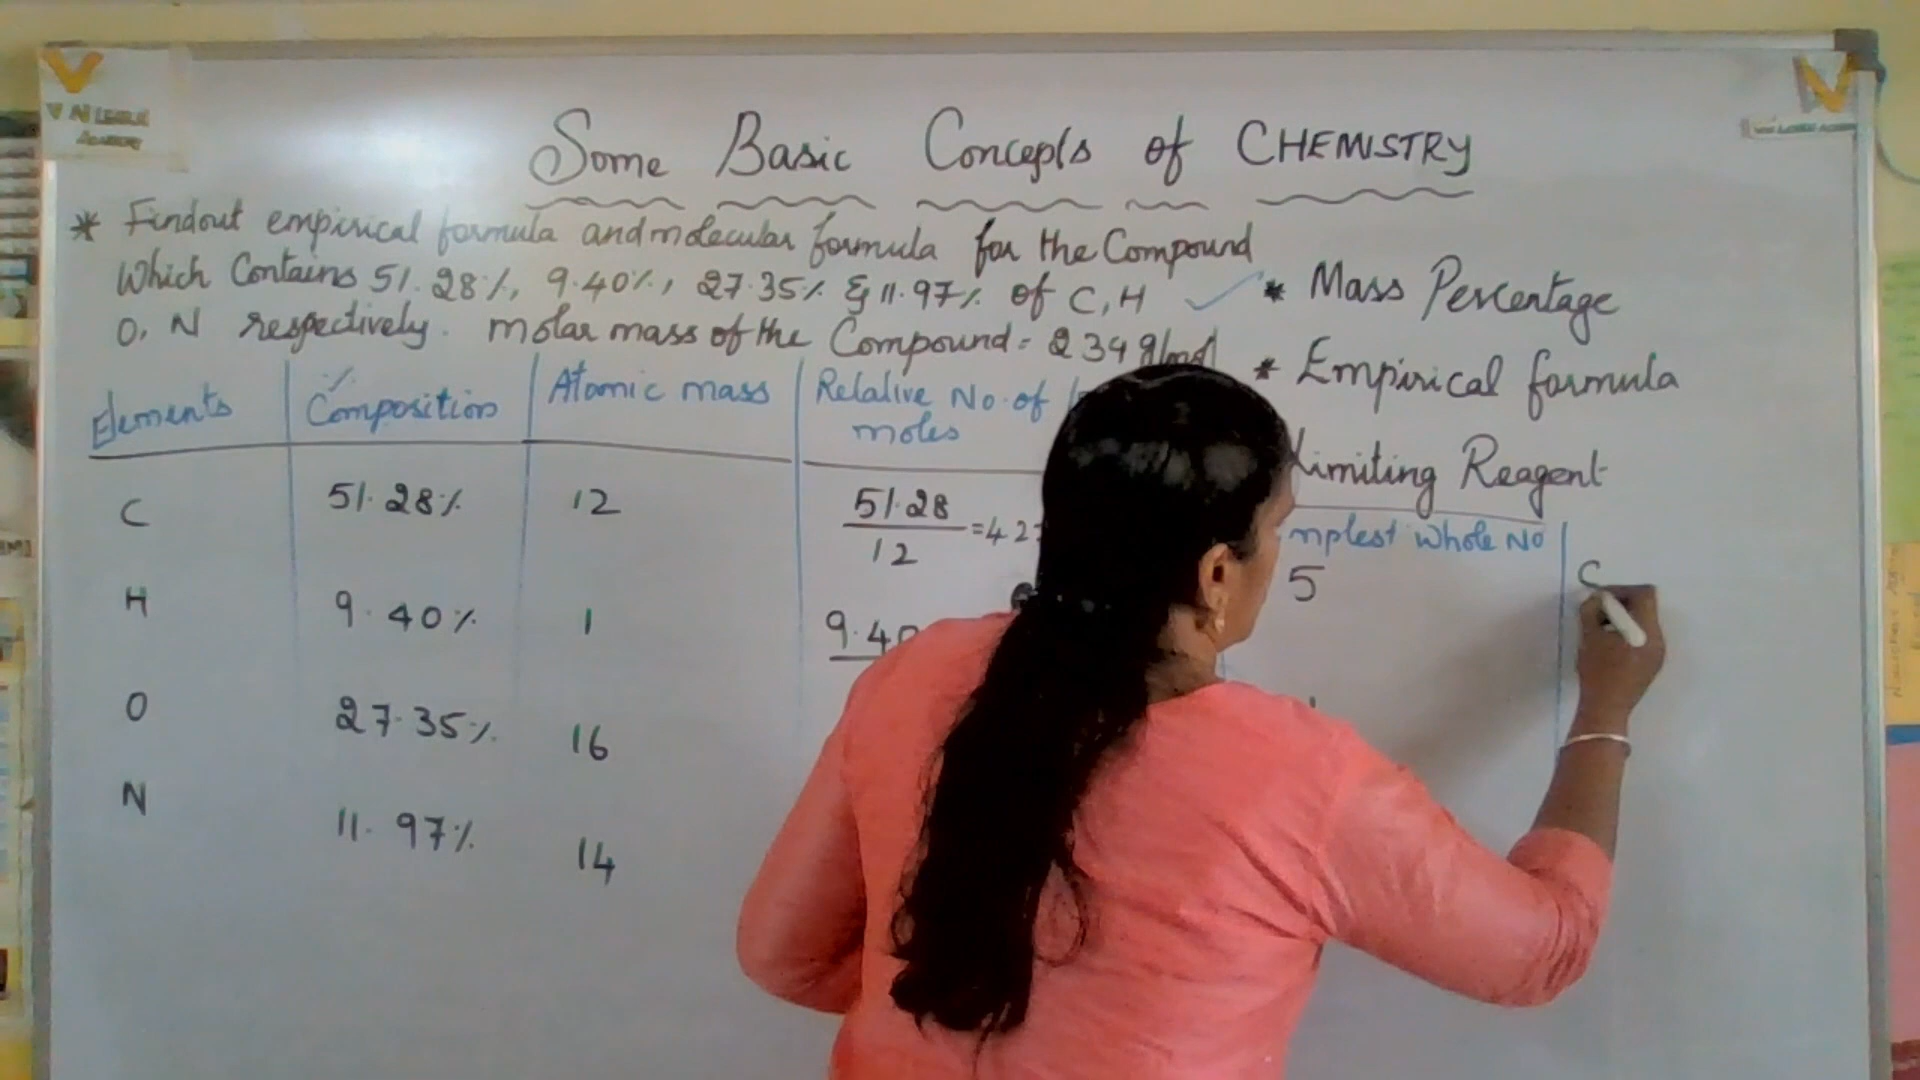 Some Basic Concepts of CHEMISTRY
* Findout empirical formula and molecular formula for the Compound
Which Contains 51.28%, 9.40%, 27.35% & 11.97% of C, H
O, N respectively. molar mass of the Compound = 234 g/mol
* Mass Percentage
* Empirical formula
Limiting Reagent
Elements % Composition Atomic mass Relative No. of moles
mplest Whole No
C 51.28% 12 51.28 / 12 = 4.27 5 C
H 9.40% 1 9.40
O 27.35% 16
N 11.97% 14